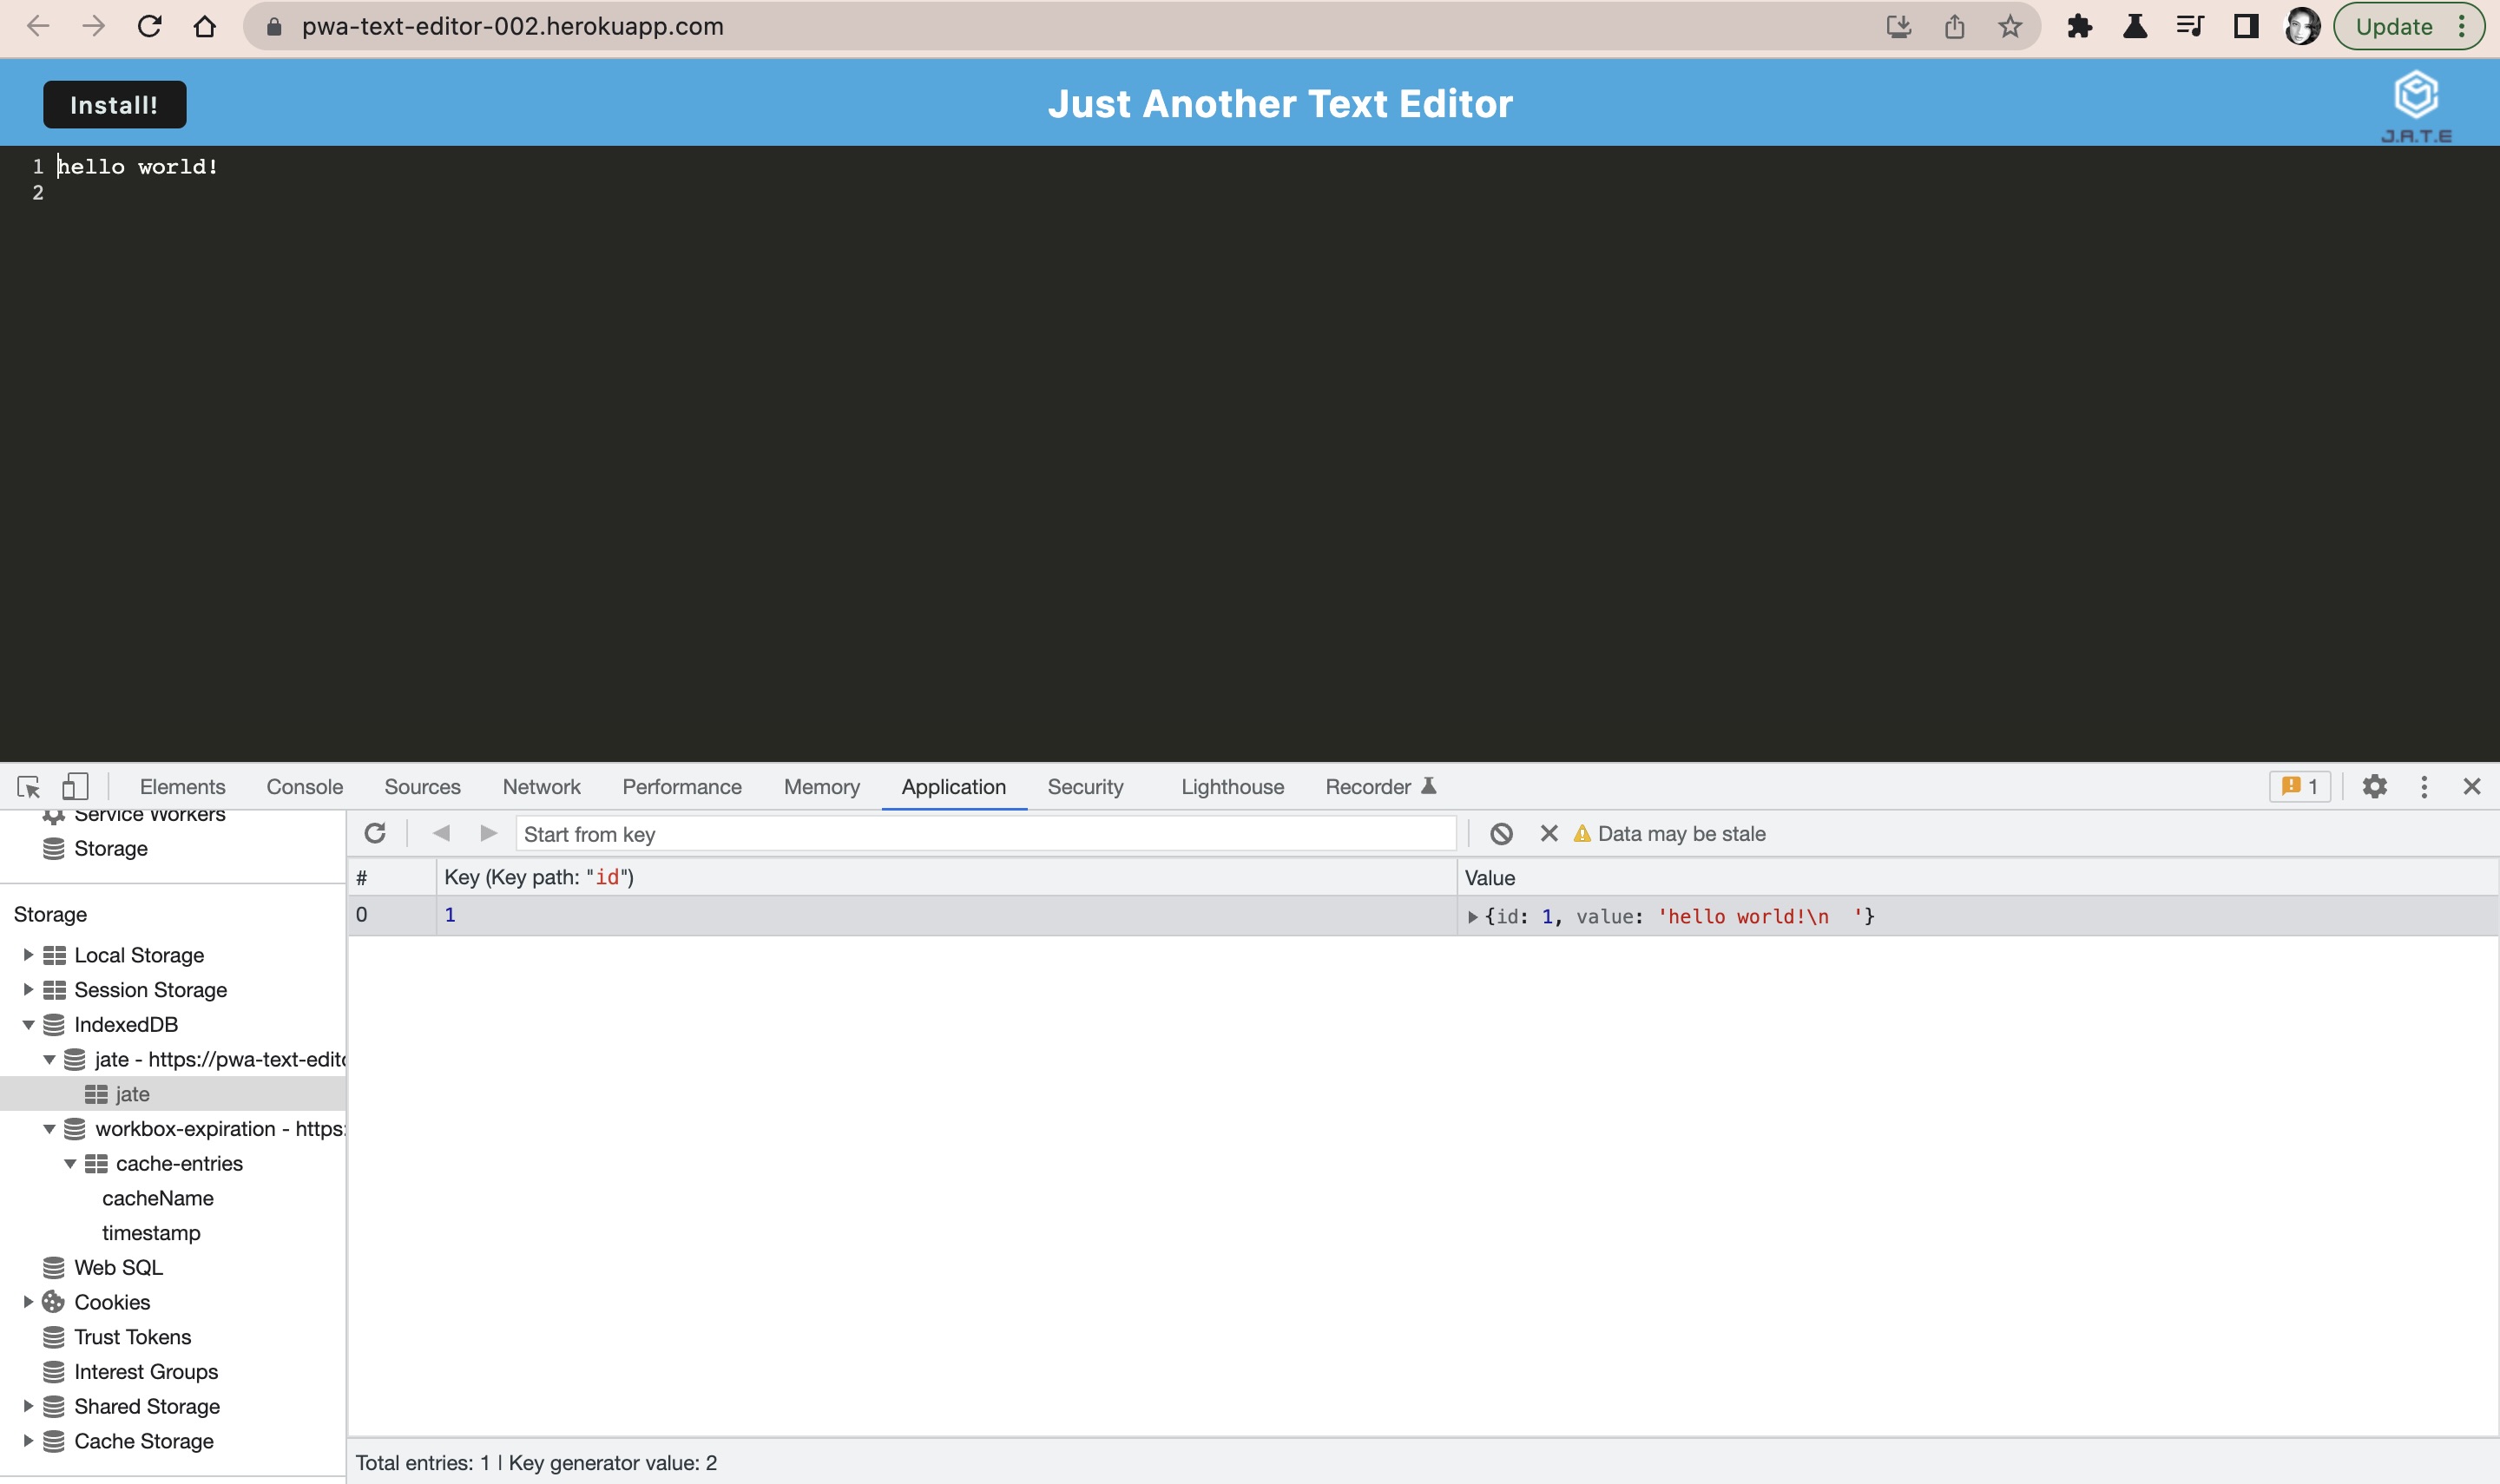 pwa-text-editor-002.herokuapp.com Update
Install! Just Another Text Editor
J.A.T.E
1 hello world!
2
Elements Console Sources Network Performance Memory Application Security Lighthouse Recorder 1
Service Workers
Storage
Start from key Data may be stale
# Key (Key path: "id") Value
0 1 {id: 1, value: 'hello world!\n  '}
Storage
Local Storage
Session Storage
IndexedDB
jate - https://pwa-text-edito
jate
workbox-expiration - https:
cache-entries
cacheName
timestamp
Web SQL
Cookies
Trust Tokens
Interest Groups
Shared Storage
Cache Storage
Total entries: 1 | Key generator value: 2